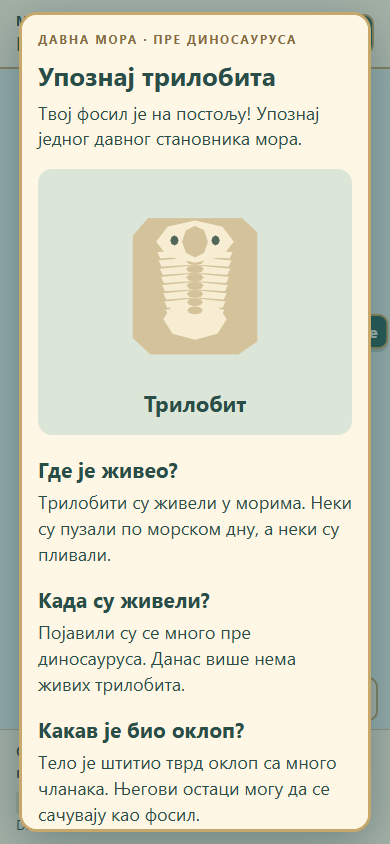 ДАВНА МОРА · ПРЕ ДИНОСАУРУСА
Упознај трилобита
Твој фосил је на постољу! Упознај
једног давног становника мора.
Трилобит
Где је живео?
Трилобити су живели у морима. Неки
су пузали по морском дну, а неки су
пливали.
Када су живели?
Појавили су се много пре
диносауруса. Данас више нема
живих трилобита.
Какав је био оклоп?
Тело је штитио тврд оклоп са много
чланака. Његови остаци могу да се
сачувају као фосил.